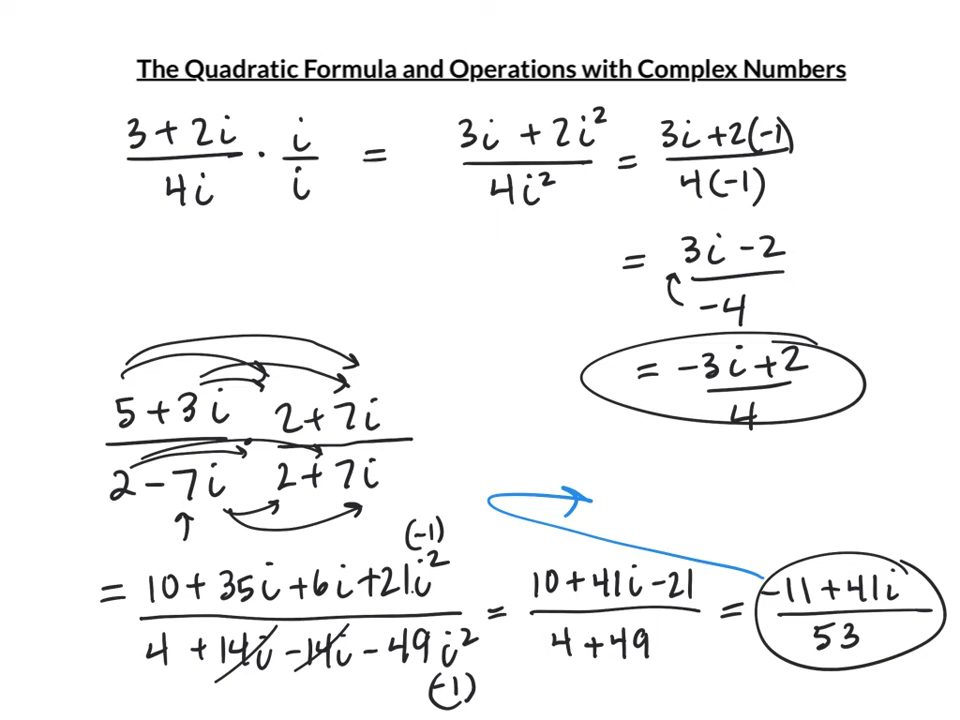 The Quadratic Formula and Operations with Complex Numbers
(3 + 2i)/(4i) · i/i = (3i + 2i²)/(4i²) = (3i + 2(-1))/(4(-1))
= (3i - 2)/(-4)
= (-3i + 2)/4
(5 + 3i)/(2 - 7i) (2 + 7i)/(2 + 7i)
= (10 + 35i + 6i + 21i² (-1))/(4 + 14i - 14i - 49i² (-1)) = (10 + 41i - 21)/(4 + 49) = (-11 + 41i)/53